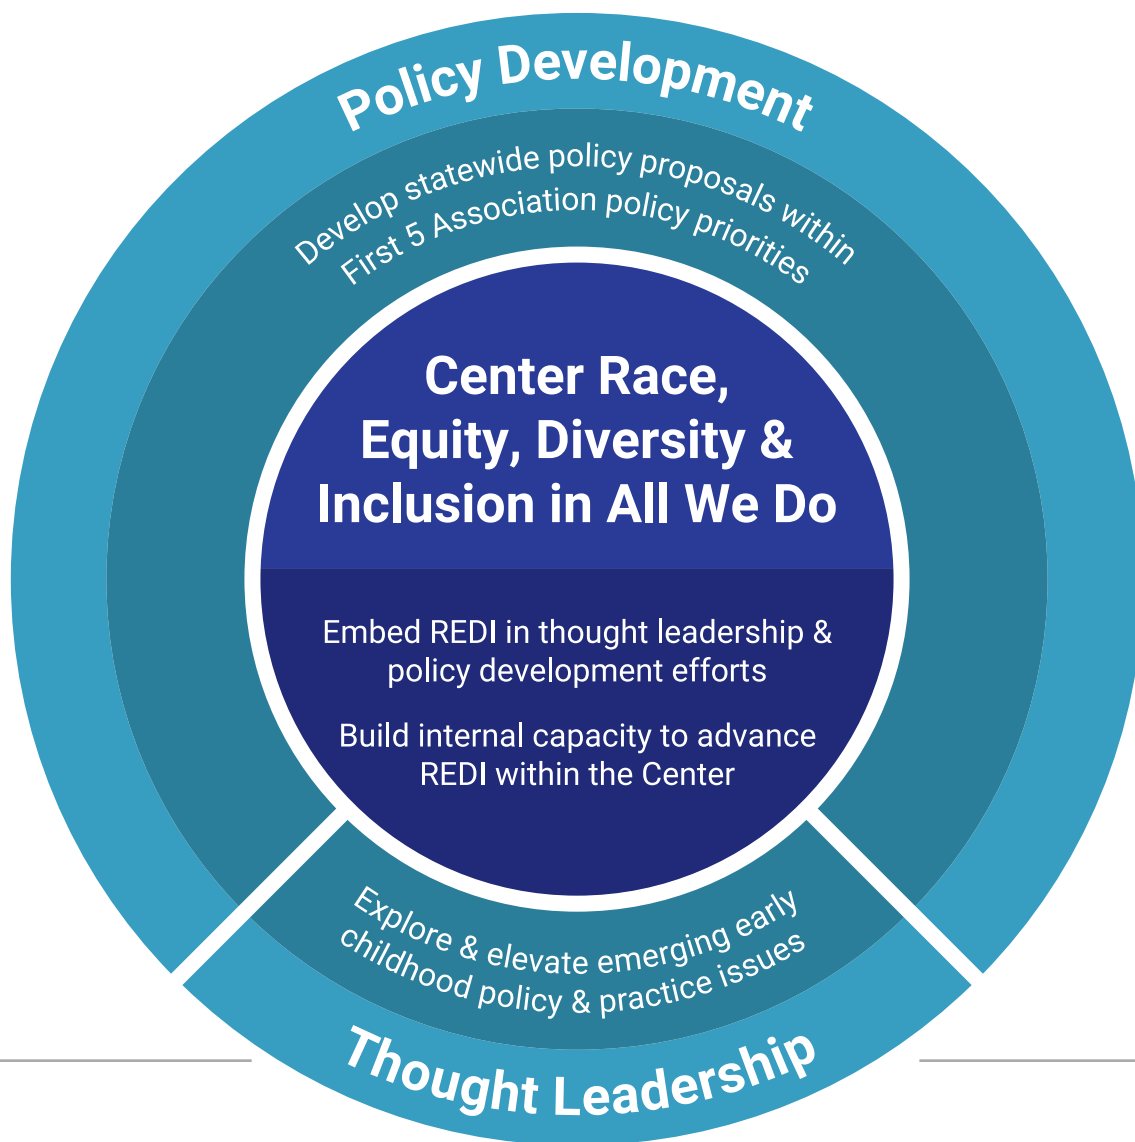 Policy Development
Develop statewide policy proposals within
First 5 Association policy priorities
Center Race,
Equity, Diversity &
Inclusion in All We Do
Embed REDI in thought leadership &
policy development efforts
Build internal capacity to advance
REDI within the Center
Explore & elevate emerging early
childhood policy & practice issues
Thought Leadership